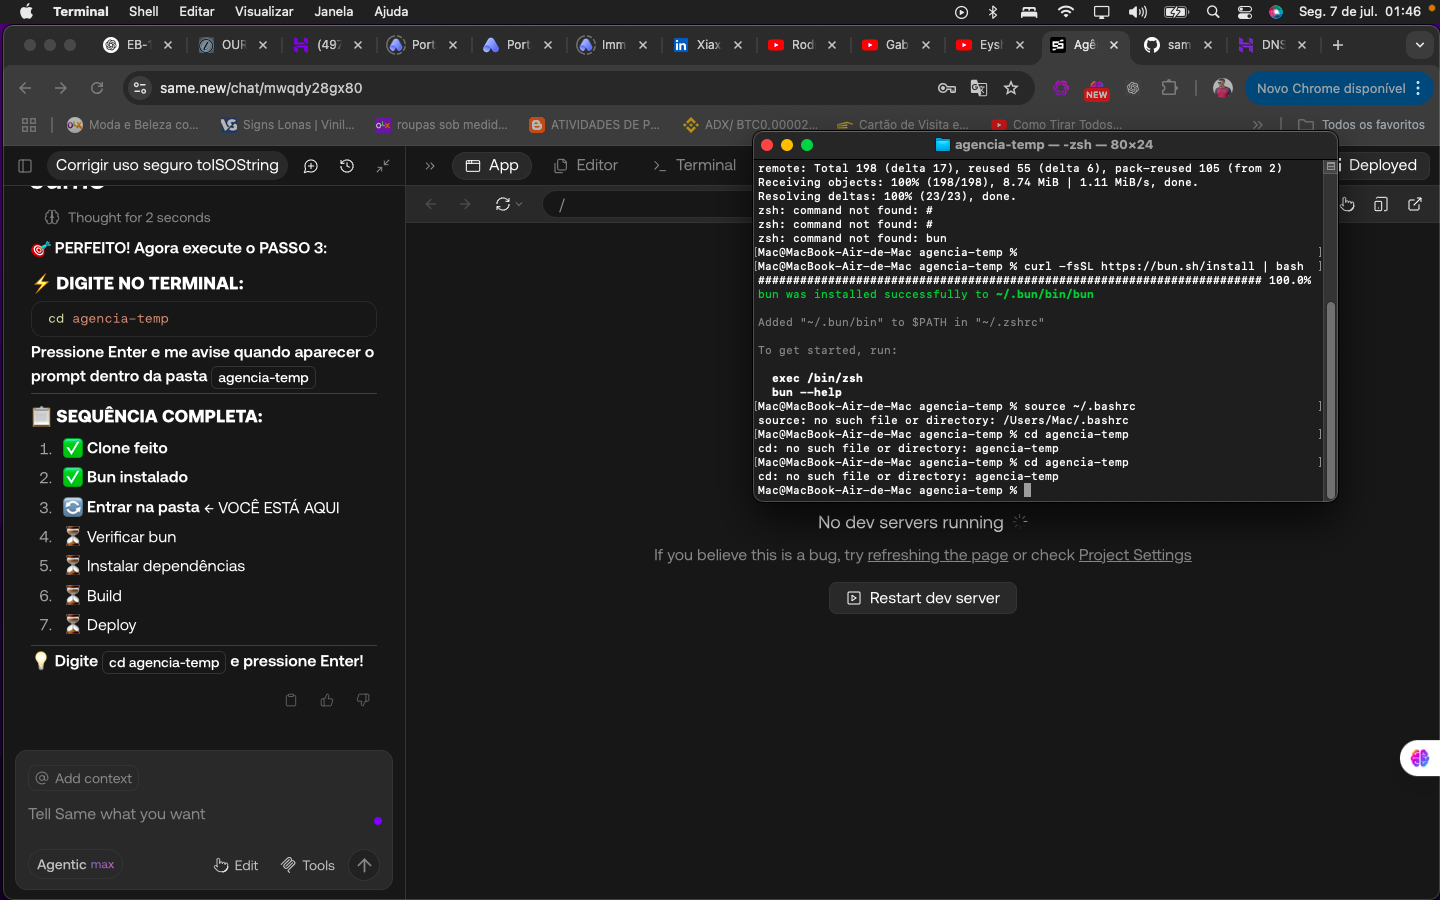 Terminal Shell Editar Visualizar Janela Ajuda Seg. 7 de jul. 01:46
EB-1 OUR (497 Port Port Imm Xiax Rod Gab Eysh Agê sam DNS
same.new/chat/mwqdy28gx80 NEW Novo Chrome disponível
Moda e Beleza co... Signs Lonas | Vinil... roupas sob medid... ATIVIDADES DE P... ADX/ BTC0.00002... Cartão de Visita e... Como Tirar Todos... Todos os favoritos
Corrigir uso seguro toISOString
App Editor Terminal Deployed
/
Thought for 2 seconds
🎯 PERFEITO! Agora execute o PASSO 3:
⚡ DIGITE NO TERMINAL:
cd agencia-temp
Pressione Enter e me avise quando aparecer o
prompt dentro da pasta agencia-temp
📋 SEQUÊNCIA COMPLETA:
1. ✅ Clone feito
2. ✅ Bun instalado
3. 🔄 Entrar na pasta ← VOCÊ ESTÁ AQUI
4. ⏳ Verificar bun
5. ⏳ Instalar dependências
6. ⏳ Build
7. ⏳ Deploy
💡 Digite cd agencia-temp e pressione Enter!
@ Add context
Tell Same what you want
Agentic max Edit Tools
agencia-temp — -zsh — 80×24
remote: Total 198 (delta 17), reused 55 (delta 6), pack-reused 105 (from 2)
Receiving objects: 100% (198/198), 8.74 MiB | 1.11 MiB/s, done.
Resolving deltas: 100% (23/23), done.
zsh: command not found: #
zsh: command not found: #
zsh: command not found: bun
[Mac@MacBook-Air-de-Mac agencia-temp % ]
[Mac@MacBook-Air-de-Mac agencia-temp % curl -fsSL https://bun.sh/install | bash ]
######################################################################## 100.0%
bun was installed successfully to ~/.bun/bin/bun
Added "~/.bun/bin" to $PATH in "~/.zshrc"
To get started, run:
exec /bin/zsh
bun --help
[Mac@MacBook-Air-de-Mac agencia-temp % source ~/.bashrc ]
source: no such file or directory: /Users/Mac/.bashrc
[Mac@MacBook-Air-de-Mac agencia-temp % cd agencia-temp ]
cd: no such file or directory: agencia-temp
[Mac@MacBook-Air-de-Mac agencia-temp % cd agencia-temp ]
cd: no such file or directory: agencia-temp
Mac@MacBook-Air-de-Mac agencia-temp %
No dev servers running
If you believe this is a bug, try refreshing the page or check Project Settings
Restart dev server